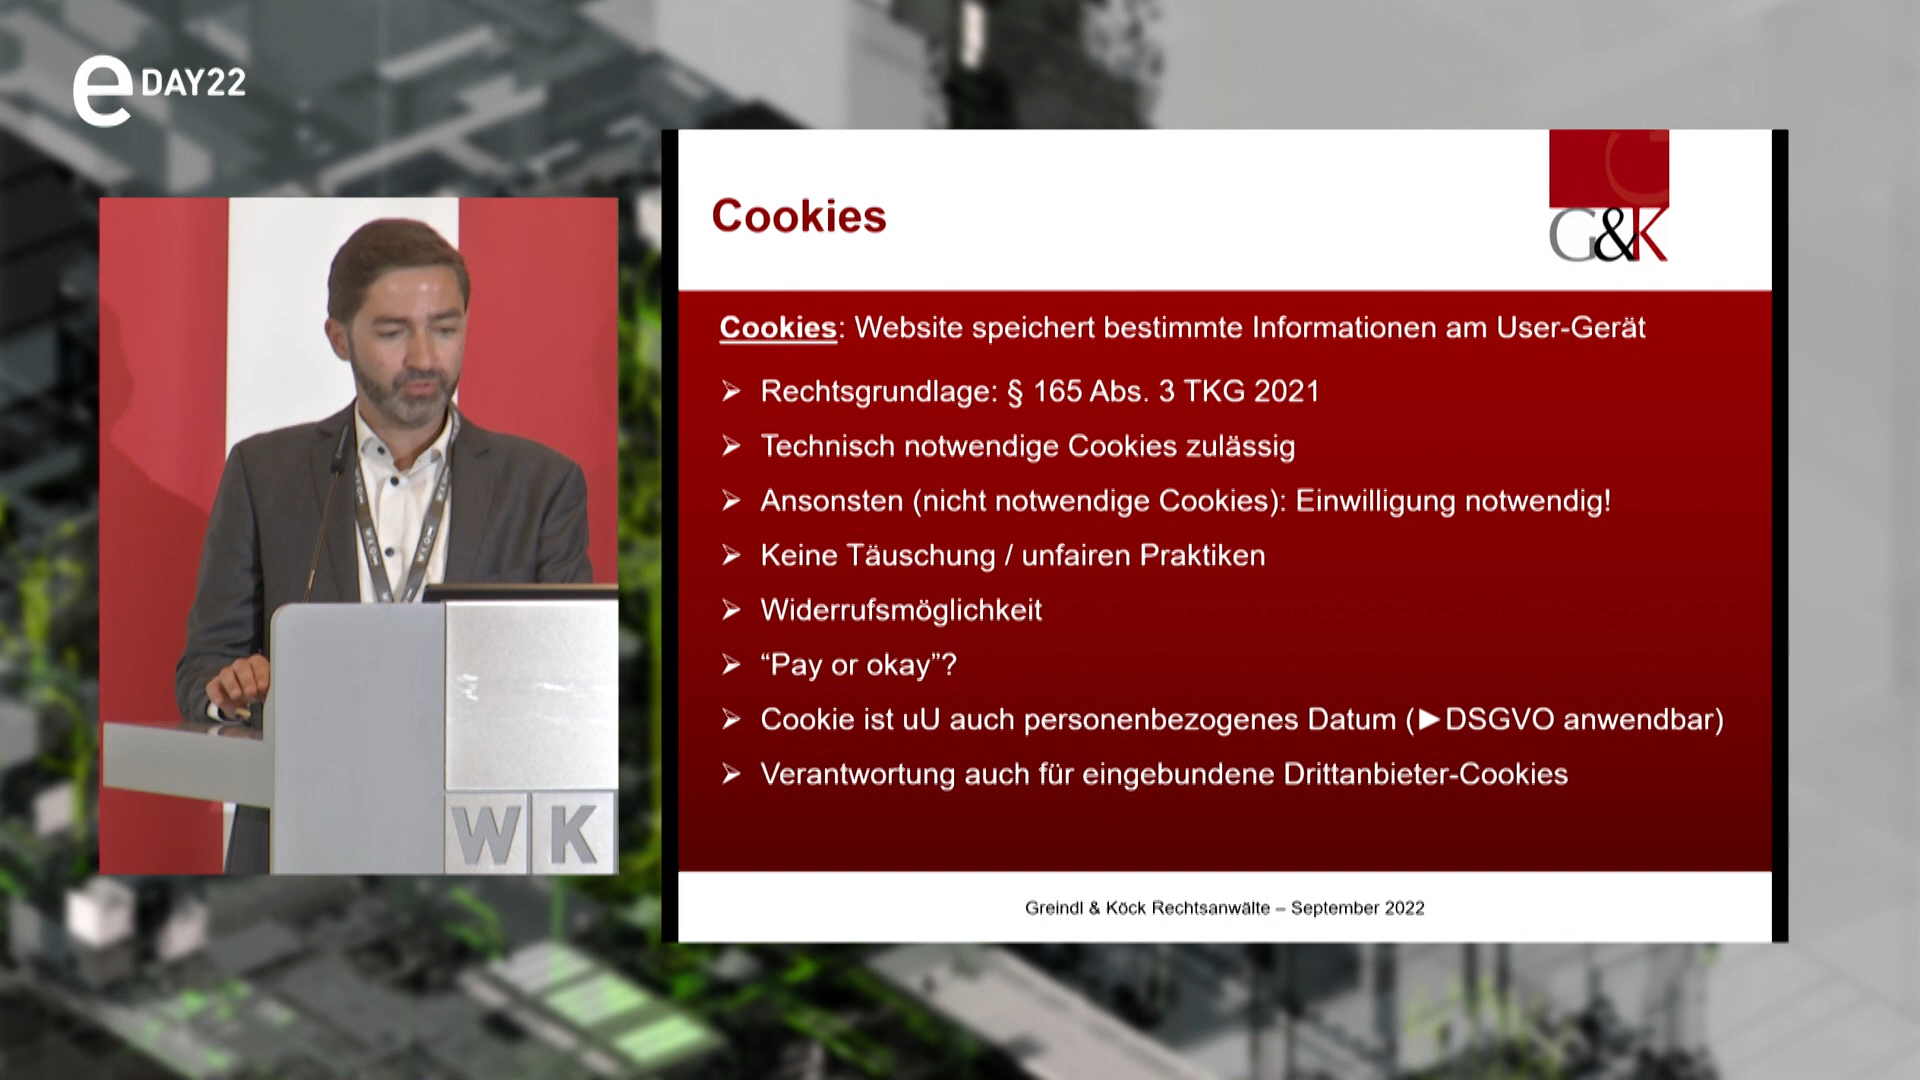 e DAY22
Cookies
G&K
Cookies: Website speichert bestimmte Informationen am User-Gerät
➢ Rechtsgrundlage: § 165 Abs. 3 TKG 2021
➢ Technisch notwendige Cookies zulässig
➢ Ansonsten (nicht notwendige Cookies): Einwilligung notwendig!
➢ Keine Täuschung / unfairen Praktiken
➢ Widerrufsmöglichkeit
➢ “Pay or okay”?
➢ Cookie ist uU auch personenbezogenes Datum (►DSGVO anwendbar)
➢ Verantwortung auch für eingebundene Drittanbieter-Cookies
Greindl & Köck Rechtsanwälte – September 2022
WK